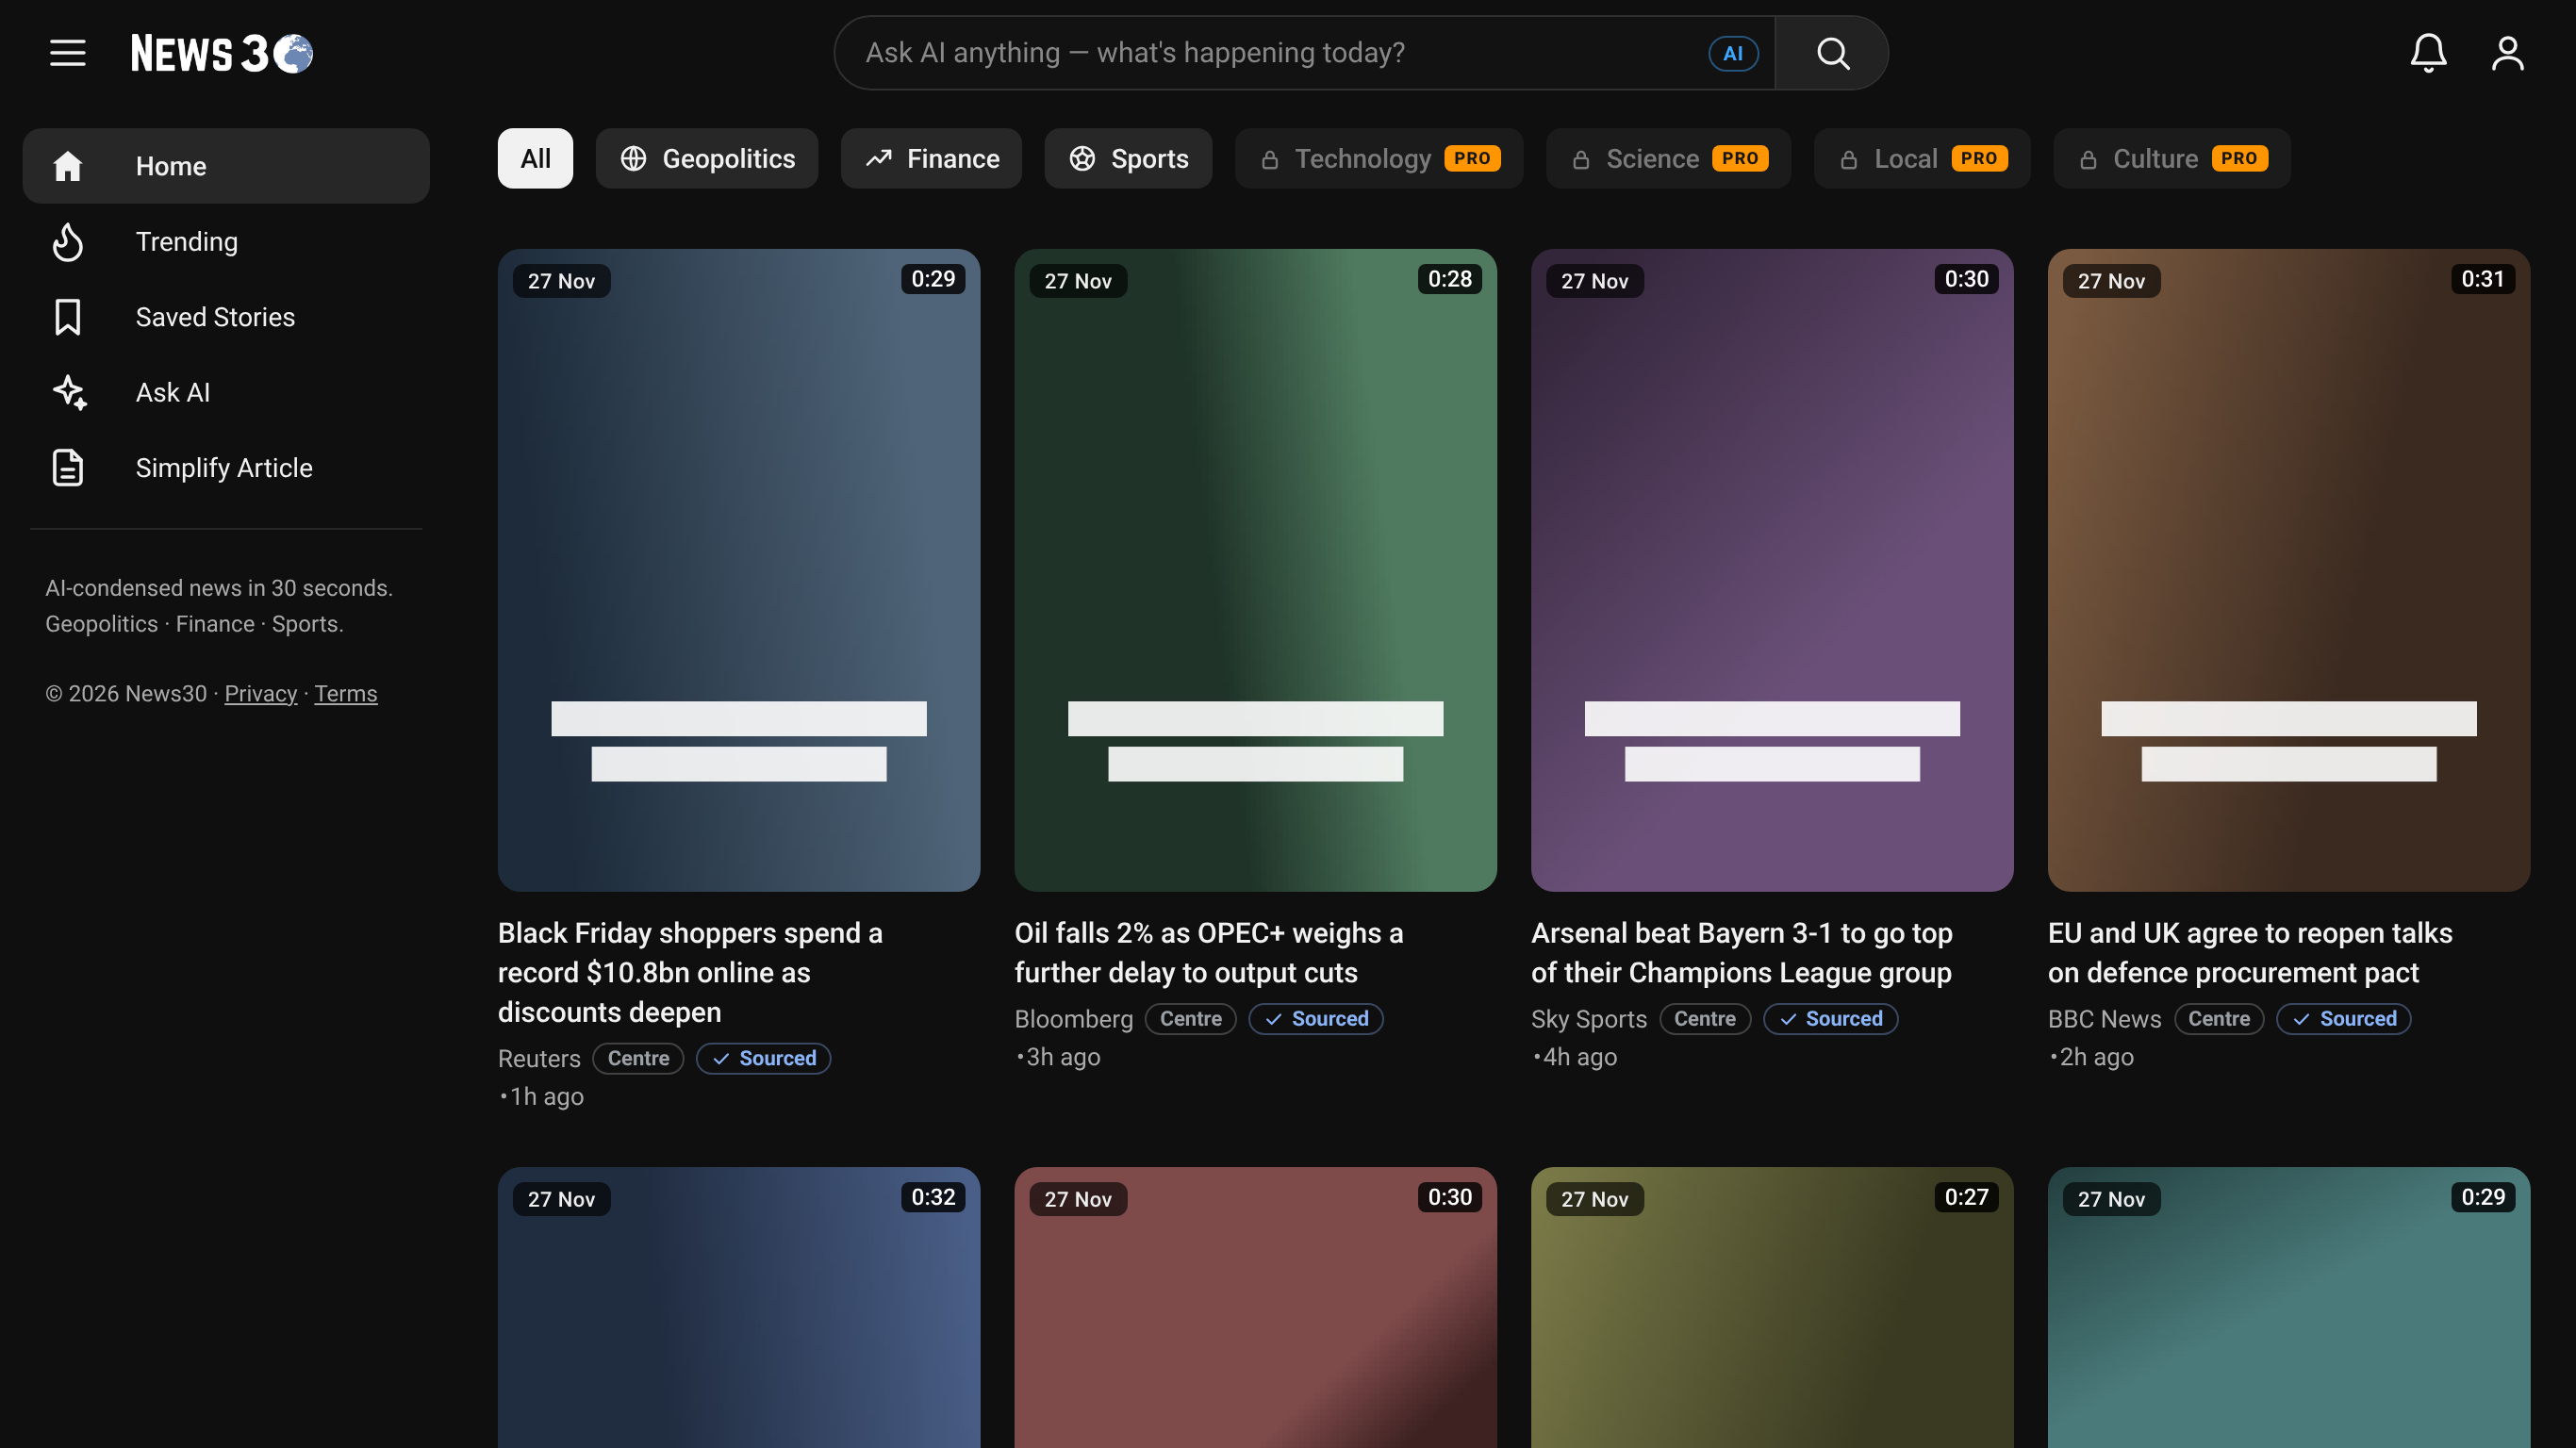 NEWS 30
Ask AI anything — what's happening today?
AI
Home
Trending
Saved Stories
Ask AI
Simplify Article
AI-condensed news in 30 seconds.
Geopolitics · Finance · Sports.
© 2026 News30 · Privacy · Terms
All
Geopolitics
Finance
Sports
Technology PRO
Science PRO
Local PRO
Culture PRO
27 Nov
0:29
Black Friday shoppers spend a
record $10.8bn online as
discounts deepen
Reuters Centre Sourced
•1h ago
27 Nov
0:28
Oil falls 2% as OPEC+ weighs a
further delay to output cuts
Bloomberg Centre Sourced
•3h ago
27 Nov
0:30
Arsenal beat Bayern 3-1 to go top
of their Champions League group
Sky Sports Centre Sourced
•4h ago
27 Nov
0:31
EU and UK agree to reopen talks
on defence procurement pact
BBC News Centre Sourced
•2h ago
27 Nov
0:32
27 Nov
0:30
27 Nov
0:27
27 Nov
0:29